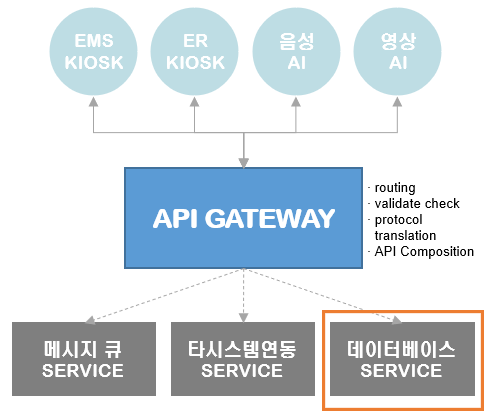 EMS
KIOSK
ER
KIOSK
음성
AI
영상
AI
API GATEWAY
· routing
· validate check
· protocol
translation
· API Composition
메시지 큐
SERVICE
타시스템연동
SERVICE
데이터베이스
SERVICE